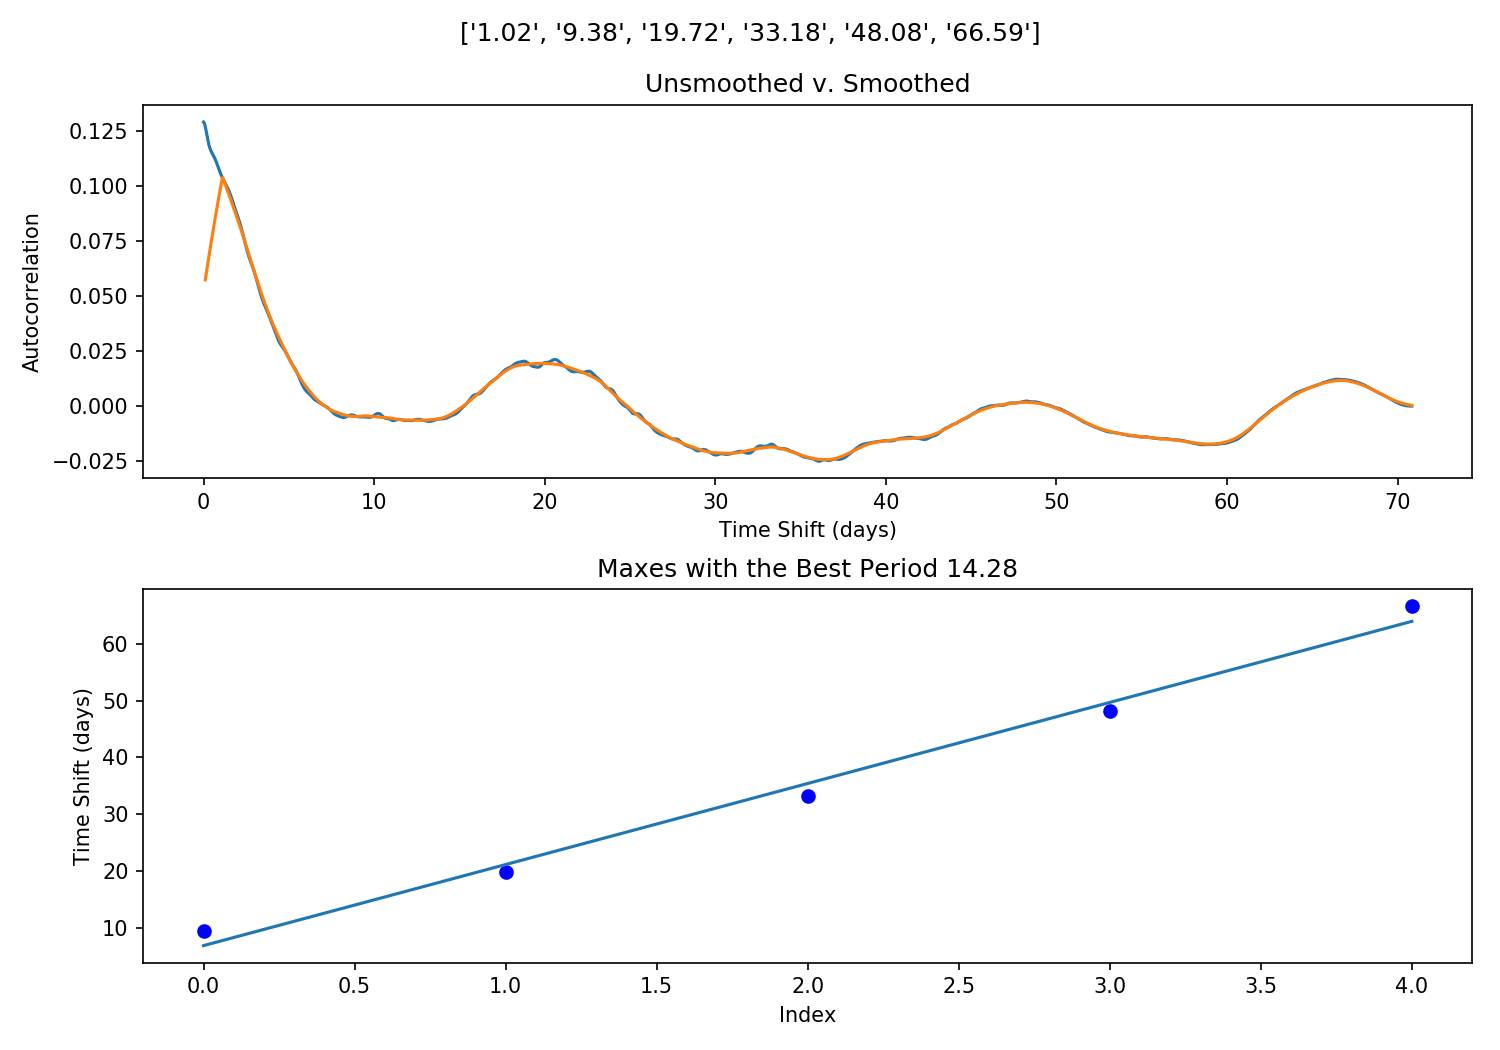 ['1.02', '9.38', '19.72', '33.18', '48.08', '66.59']
Unsmoothed v. Smoothed
Autocorrelation
0.125
0.100
0.075
0.050
0.025
0.000
−0.025
0 10 20 30 40 50 60 70
Time Shift (days)
Maxes with the Best Period 14.28
Time Shift (days)
60
50
40
30
20
10
0.0 0.5 1.0 1.5 2.0 2.5 3.0 3.5 4.0
Index